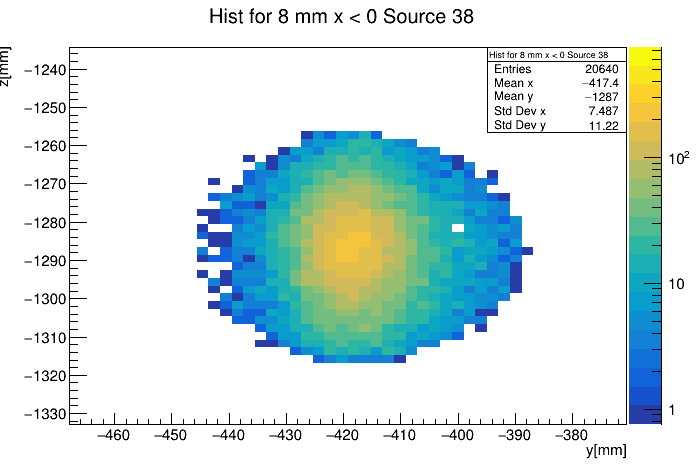 Hist for 8 mm x < 0 Source 38
z[mm]
Hist for 8 mm x < 0 Source 38
Entries 20640
Mean x −417.4
Mean y −1287
Std Dev x 7.487
Std Dev y 11.22
−1240
−1250
−1260
−1270
−1280
−1290
−1300
−1310
−1320
−1330
10²
10
1
−460 −450 −440 −430 −420 −410 −400 −390 −380
y[mm]